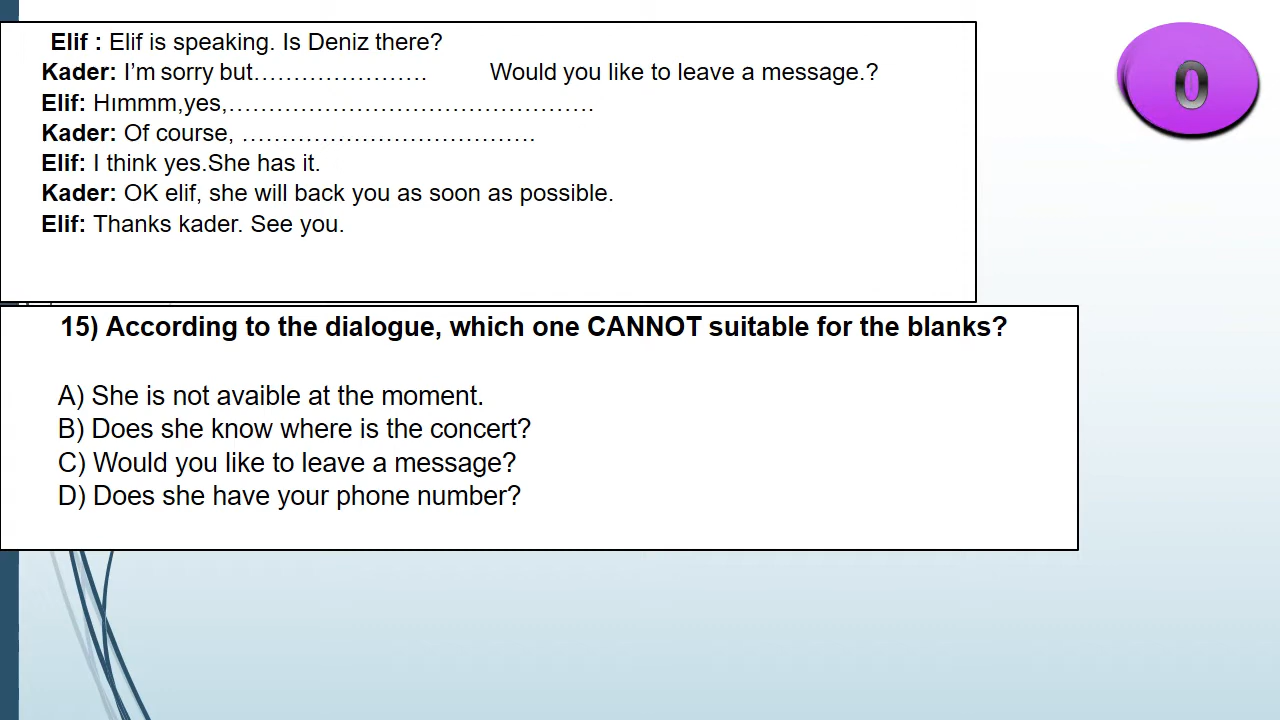 Elif : Elif is speaking. Is Deniz there?
Kader: I’m sorry but…………………. Would you like to leave a message.?
Elif: Hımmm,yes,……………………………………….
Kader: Of course, ……………………………….
Elif: I think yes.She has it.
Kader: OK elif, she will back you as soon as possible.
Elif: Thanks kader. See you.
0
15) According to the dialogue, which one CANNOT suitable for the blanks?
A) She is not avaible at the moment.
B) Does she know where is the concert?
C) Would you like to leave a message?
D) Does she have your phone number?